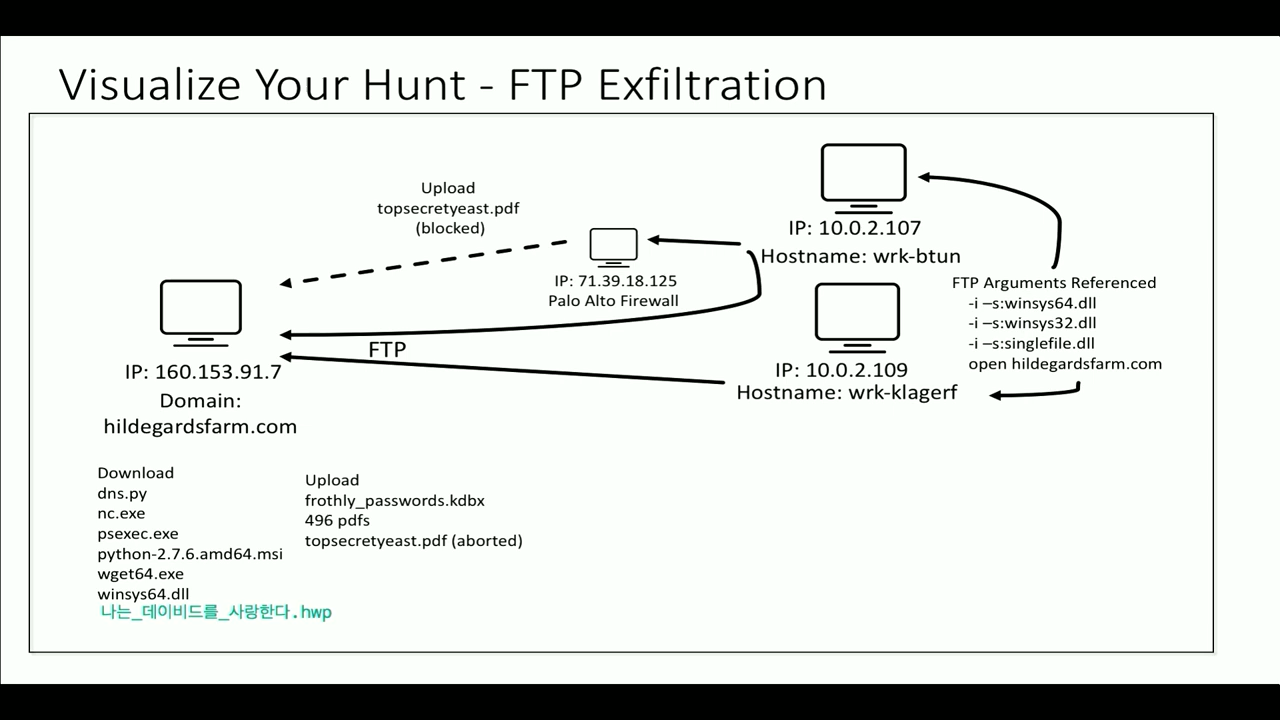 Visualize Your Hunt - FTP Exfiltration
Upload
topsecretyeast.pdf
(blocked)
IP: 71.39.18.125
Palo Alto Firewall
IP: 10.0.2.107
Hostname: wrk-btun
FTP Arguments Referenced
-i –s:winsys64.dll
-i –s:winsys32.dll
-i –s:singlefile.dll
open hildegardsfarm.com
FTP
IP: 10.0.2.109
Hostname: wrk-klagerf
IP: 160.153.91.7
Domain:
hildegardsfarm.com
Download
dns.py
nc.exe
psexec.exe
python-2.7.6.amd64.msi
wget64.exe
winsys64.dll
나는_데이비드를_사랑한다.hwp
Upload
frothly_passwords.kdbx
496 pdfs
topsecretyeast.pdf (aborted)